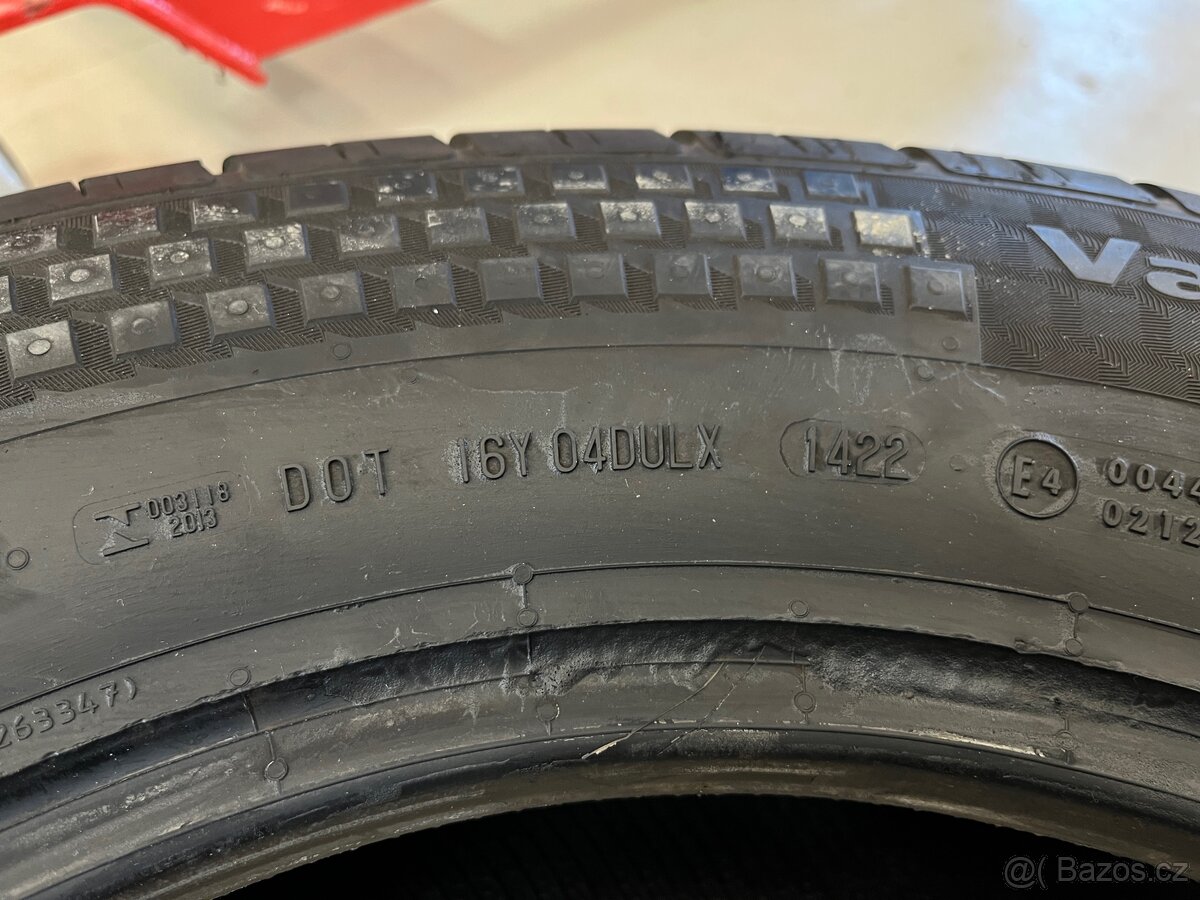 Va
DOT 16Y 04DULX 1422
003118
2013
E4 0044
0212
263347)
@( Bazos.cz